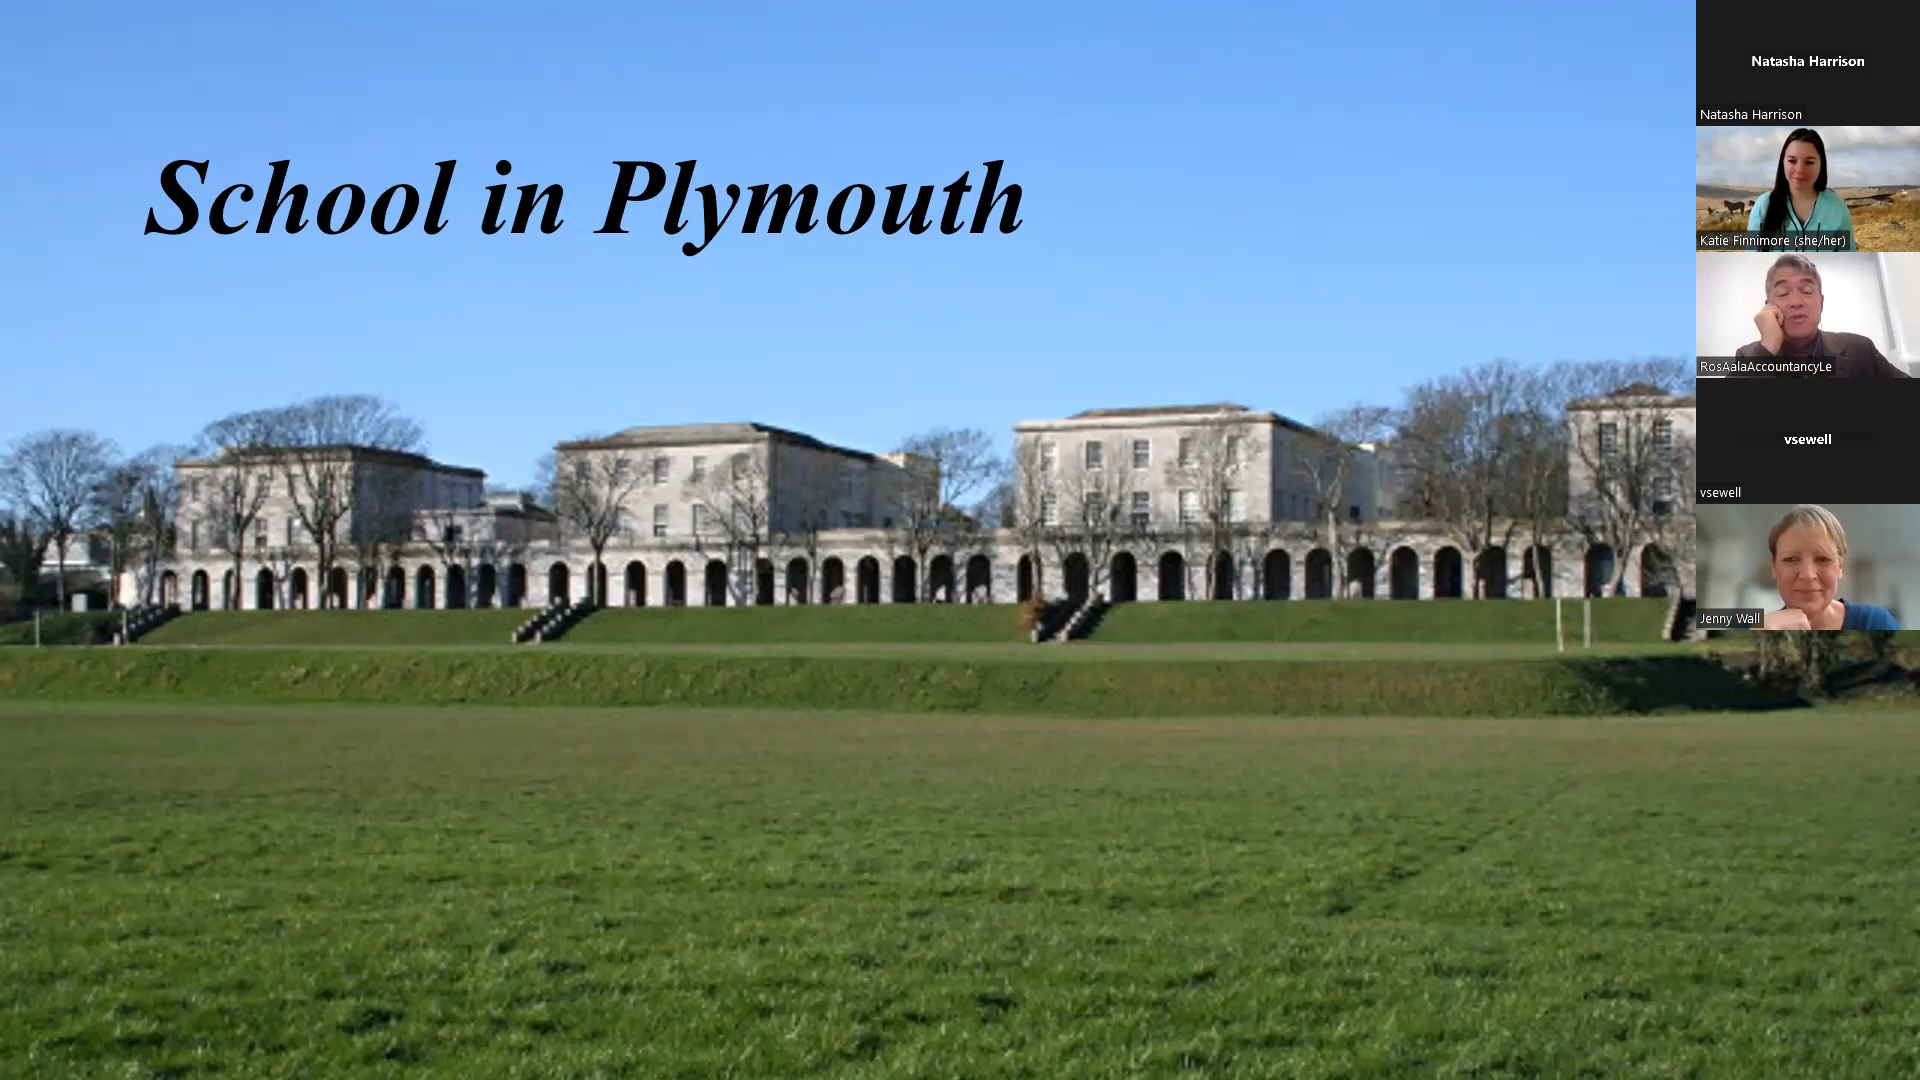 School in Plymouth
Natasha Harrison
Natasha Harrison
Katie Finnimore (she/her)
RosAalaAccountancyLe
vsewell
vsewell
Jenny Wall